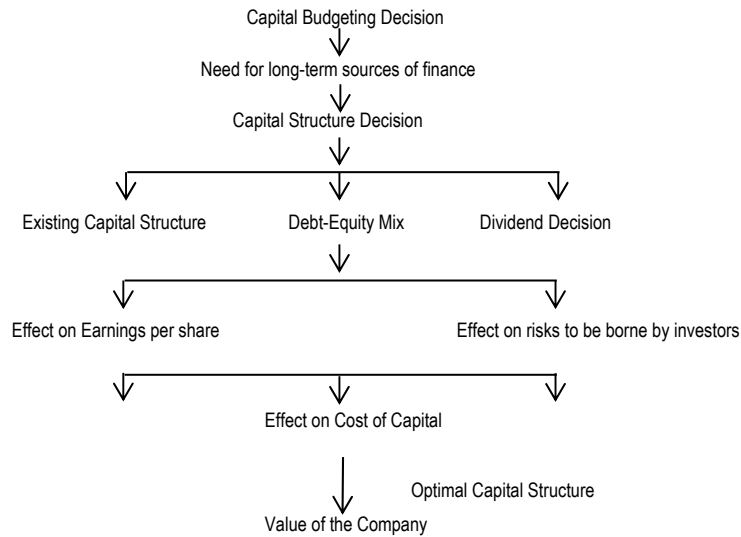 Capital Budgeting Decision
Need for long-term sources of finance
Capital Structure Decision
Existing Capital Structure
Debt-Equity Mix
Dividend Decision
Effect on Earnings per share
Effect on risks to be borne by investors
Effect on Cost of Capital
Optimal Capital Structure
Value of the Company